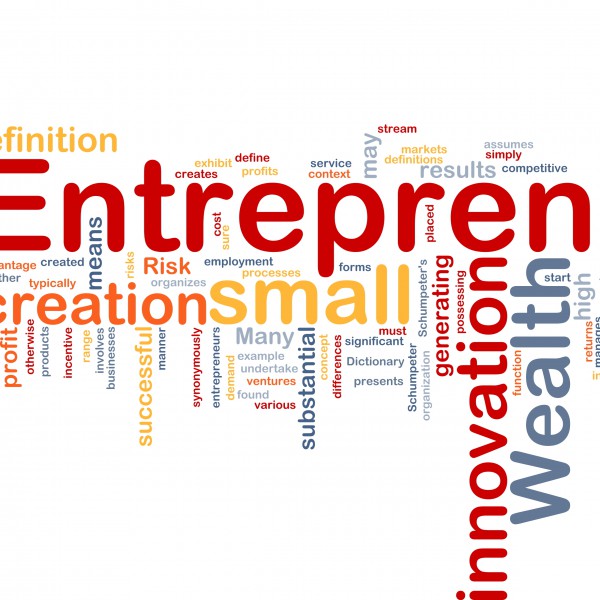 stream
efinition
may
assumes
markets
define
simply
exhibit
service
definitions
results
competitive
creates
profits
context
Entrepren
placed
cost
sure
means
antage
created
risks
Risk
employment
forms
Schumpeter's
generating
possessing
innovation
Wealth
start
high
ther
typically
organizes
processes
creation
small
profit
otherwise
products
incentive
range
involves
businesses
successful
manner
synonymously
entrepreneurs
demand
Many
example
undertake
ventures
found
various
substantial
concept
differences
must
significant
Dictionary
presents
Schumpeter
organization
function
returns
manages